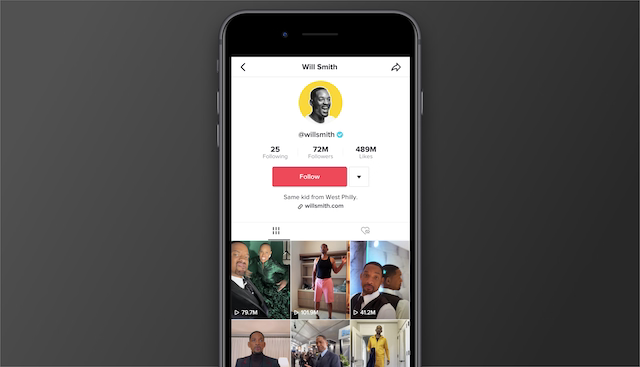 Will Smith
@willsmith
25 72M 489M
Following Followers Likes
Follow
Same kid from West Philly.
willsmith.com
79.7M 101.9M 41.2M